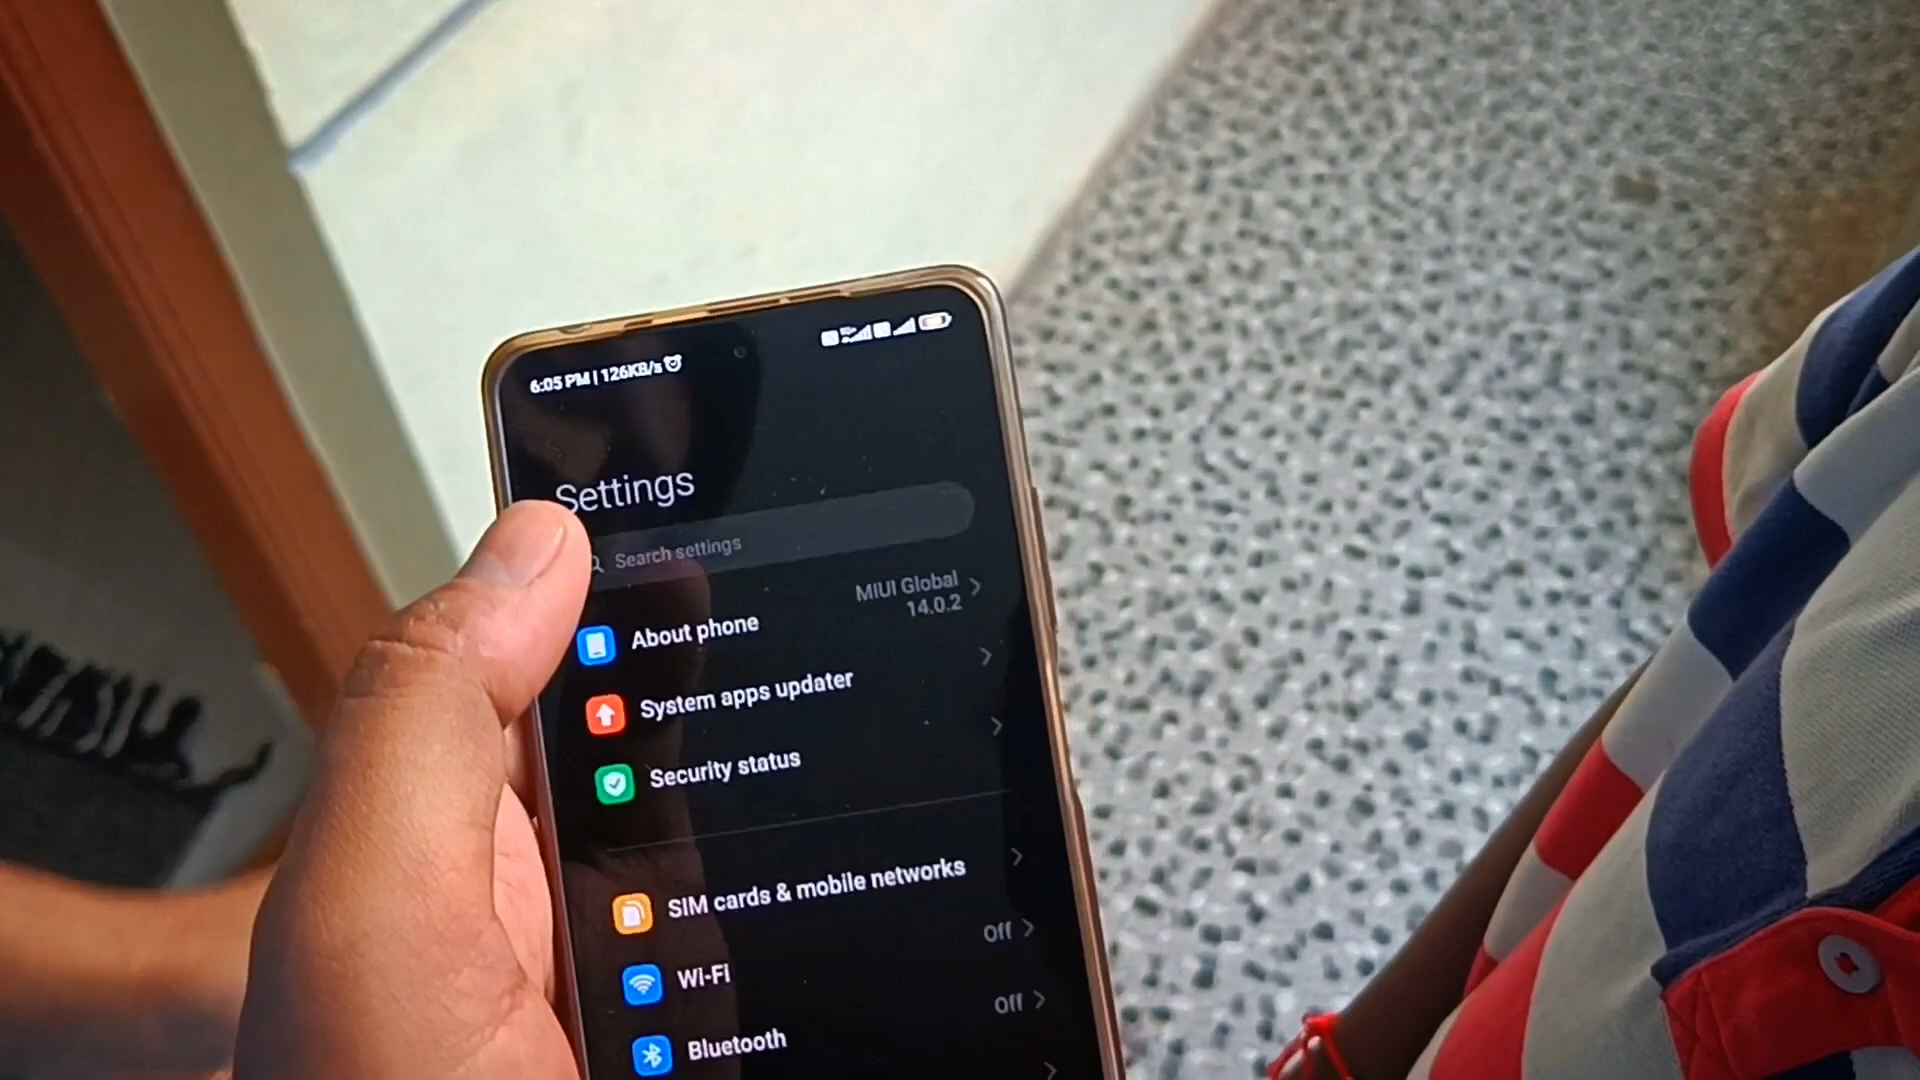 6:05 PM | 126KB/s
Settings
Search settings
About phone
MIUI Global
14.0.2
System apps updater
Security status
SIM cards & mobile networks
Wi-Fi
Off
Bluetooth
Off